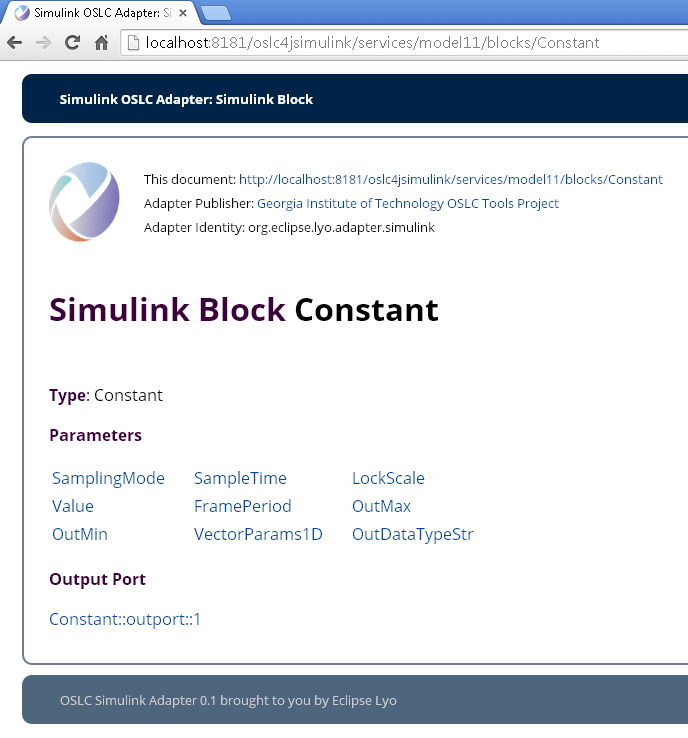 Simulink OSLC Adapter: Si
localhost:8181/oslc4jsimulink/services/model11/blocks/Constant
Simulink OSLC Adapter: Simulink Block
This document: http://localhost:8181/oslc4jsimulink/services/model11/blocks/Constant
Adapter Publisher: Georgia Institute of Technology OSLC Tools Project
Adapter Identity: org.eclipse.lyo.adapter.simulink
Simulink Block Constant
Type: Constant
Parameters
SamplingMode SampleTime LockScale
Value FramePeriod OutMax
OutMin VectorParams1D OutDataTypeStr
Output Port
Constant::outport::1
OSLC Simulink Adapter 0.1 brought to you by Eclipse Lyo